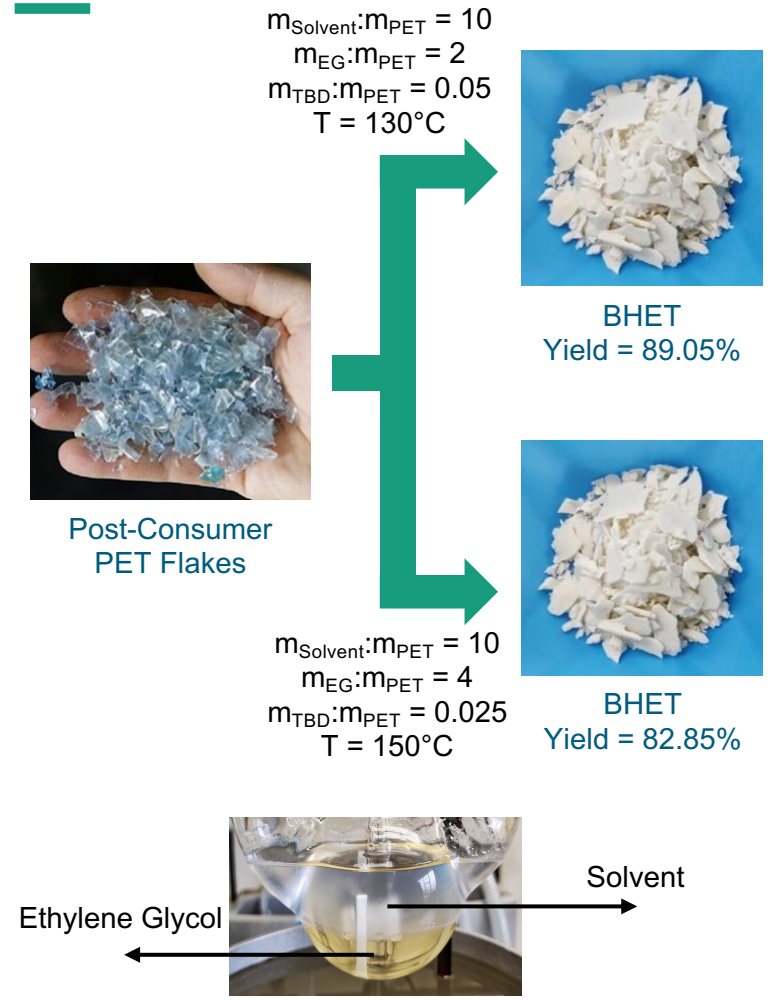 m_Solvent:m_PET = 10
m_EG:m_PET = 2
m_TBD:m_PET = 0.05
T = 130°C
BHET
Yield = 89.05%
Post-Consumer
PET Flakes
m_Solvent:m_PET = 10
m_EG:m_PET = 4
m_TBD:m_PET = 0.025
T = 150°C
BHET
Yield = 82.85%
Solvent
Ethylene Glycol